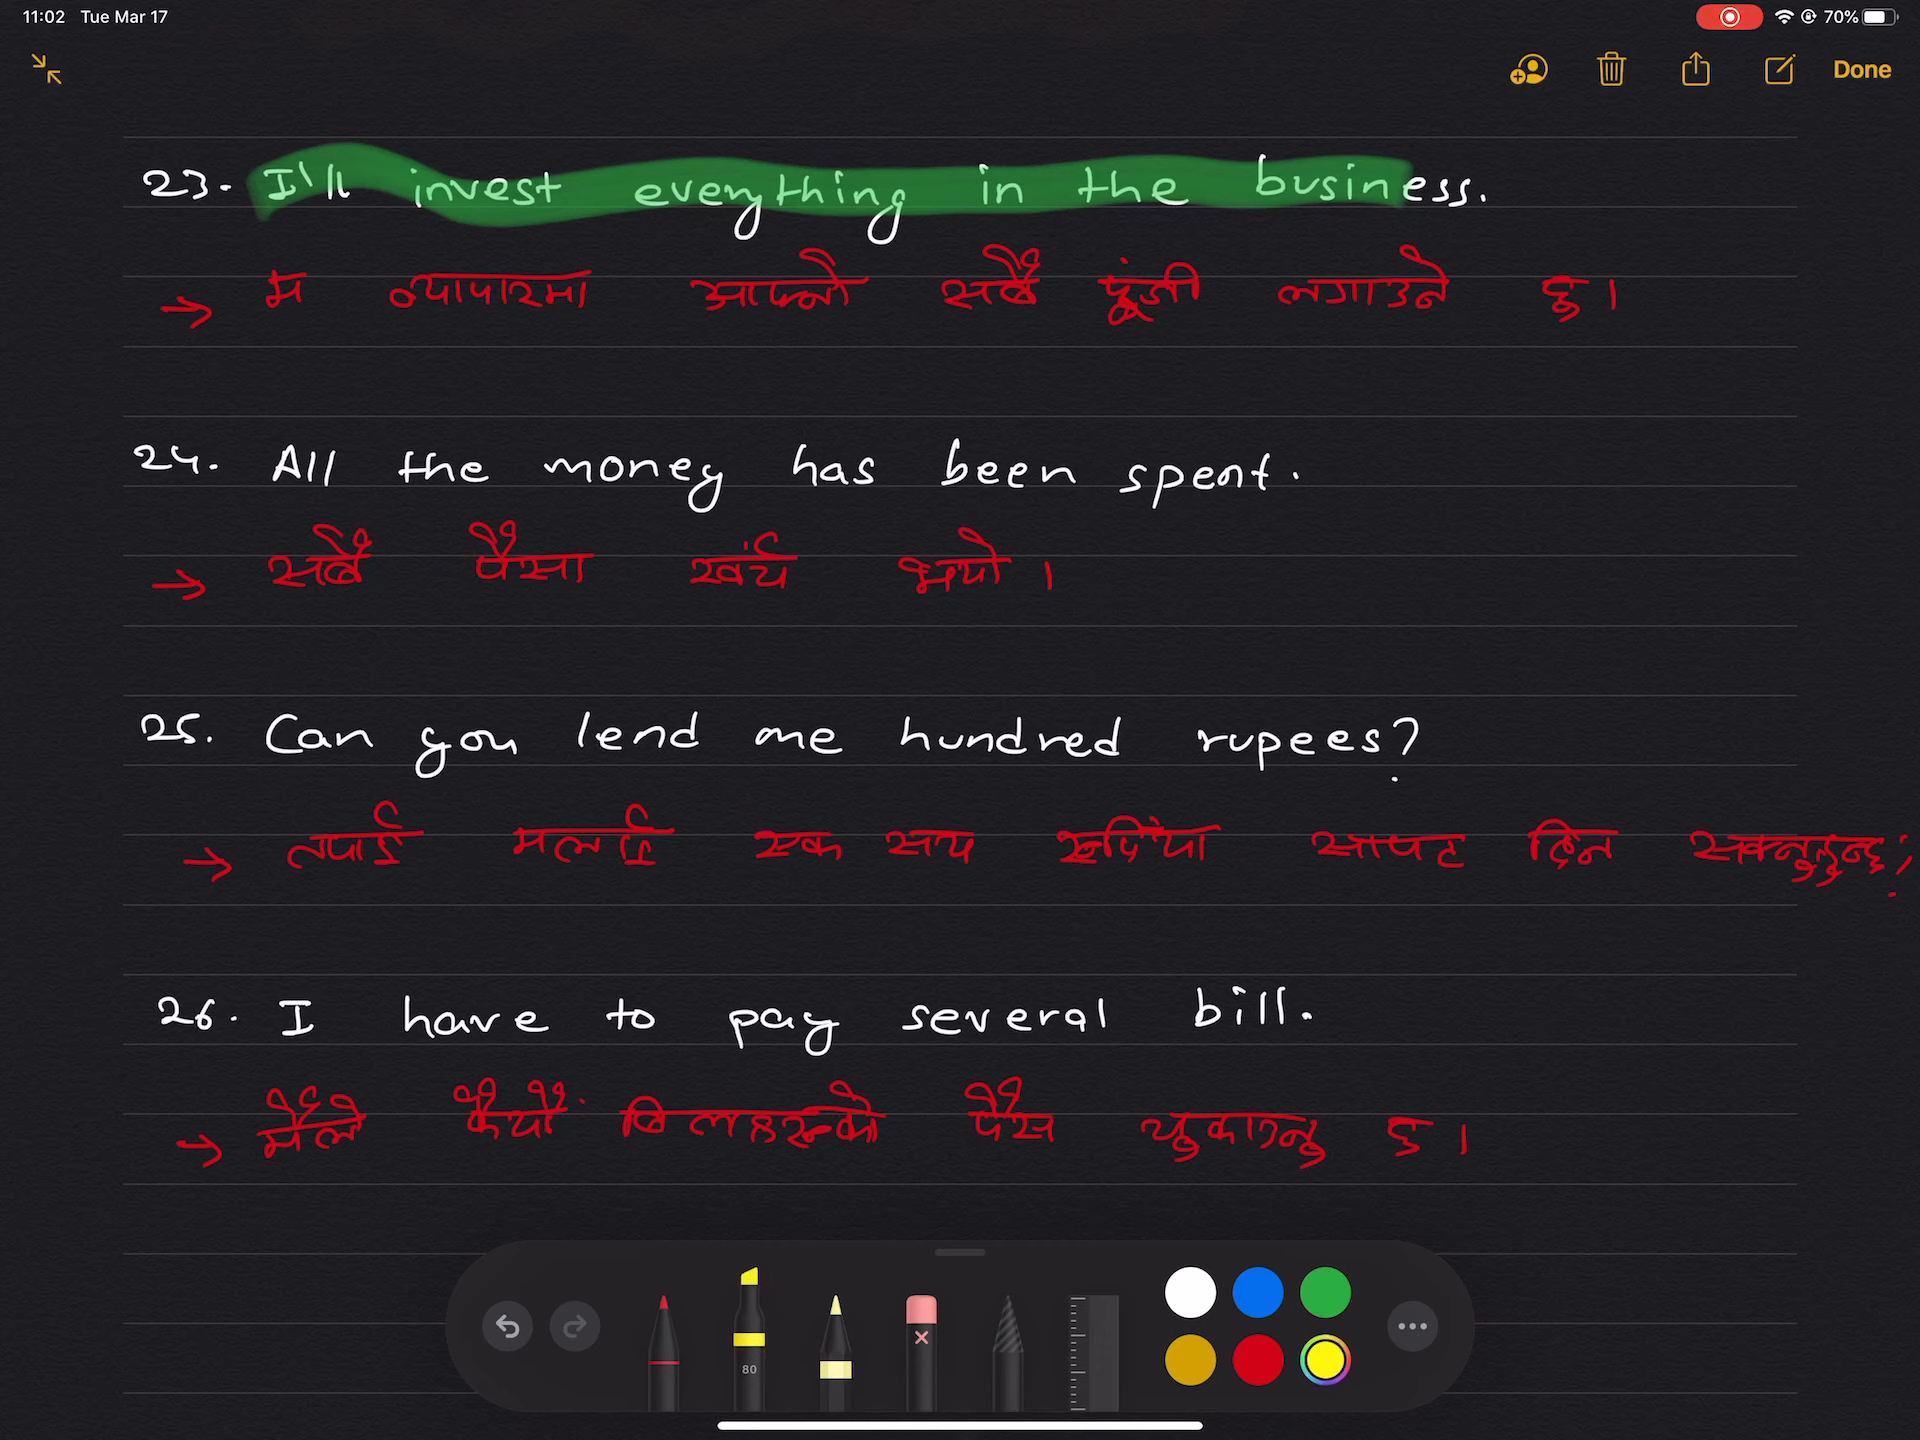 11:02 Tue Mar 17
70%
Done
23. I'll invest everything in the business.
→ म व्यापारमा आफ्नो सबै पूंजी लगाउने छु।
24. All the money has been spent.
→ सबै पैसा खर्च भयो।
25. Can you lend me hundred rupees?
→ तपाई मलाई एक सय रूपियाँ सापट दिन सक्नुहुन्छ?
26. I have to pay several bill.
→ मैले कैयौं बिलहरूको पैसा चुकाउनु छ।
80